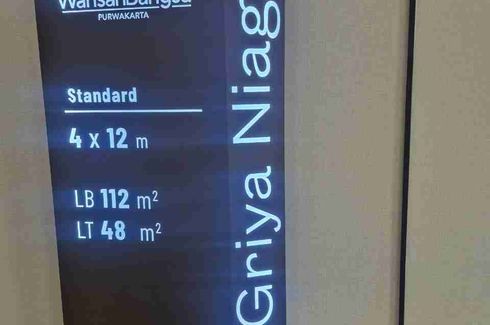 WarisanBangsa
PURWAKARTA
Standard
4 x 12 m
LB 112 m²
LT 48 m²
Griya Niag